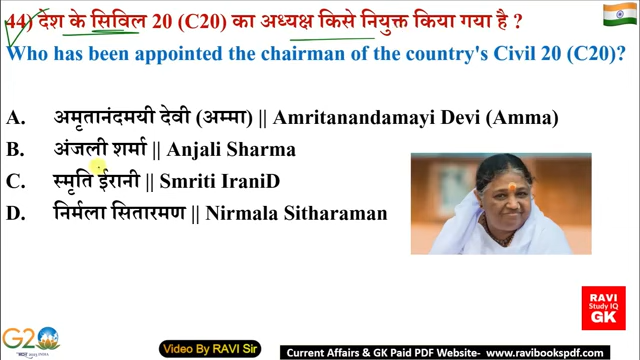 44) देश के सिविल 20 (C20) का अध्यक्ष किसे नियुक्त किया गया है ?
Who has been appointed the chairman of the country's Civil 20 (C20)?
A. अमृतानंदमयी देवी (अम्मा) || Amritanandamayi Devi (Amma)
B. अंजली शर्मा || Anjali Sharma
C. स्मृति ईरानी || Smriti IraniD
D. निर्मला सितारमण || Nirmala Sitharaman
RAVI
Study IQ
GK
G20
Video By RAVI Sir
Current Affairs & GK Paid PDF Website- www.ravibookspdf.com